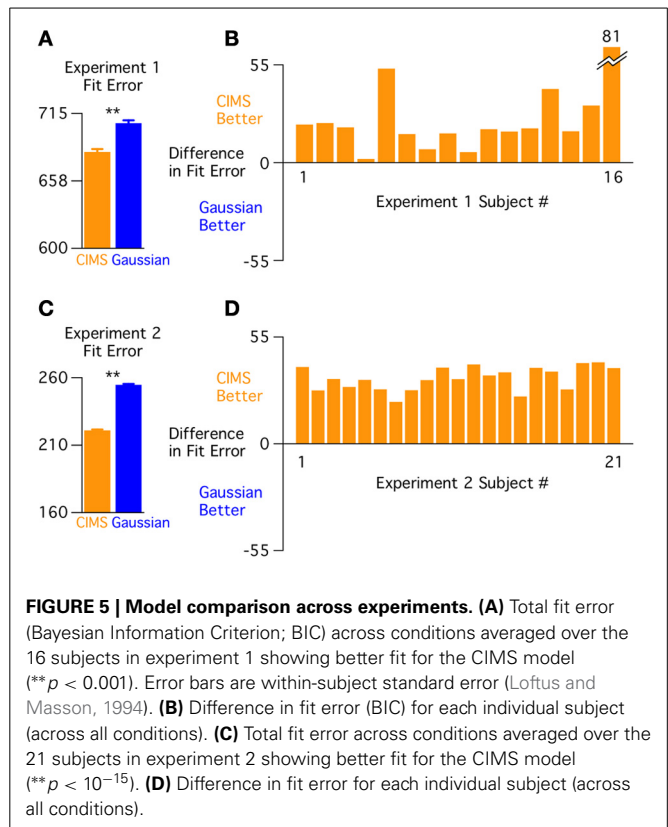 A
Experiment 1
Fit Error
**
715
658
600
CIMS Gaussian
B
81
55
CIMS
Better
Difference
in Fit Error
0
1
16
Experiment 1 Subject #
Gaussian
Better
-55
C
Experiment 2
Fit Error
**
260
210
160
CIMS Gaussian
D
55
CIMS
Better
Difference
in Fit Error
0
1
21
Experiment 2 Subject #
Gaussian
Better
-55
FIGURE 5 | Model comparison across experiments. (A) Total fit error
(Bayesian Information Criterion; BIC) across conditions averaged over the
16 subjects in experiment 1 showing better fit for the CIMS model
(**p < 0.001). Error bars are within-subject standard error (Loftus and
Masson, 1994). (B) Difference in fit error (BIC) for each individual subject
(across all conditions). (C) Total fit error across conditions averaged over the
21 subjects in experiment 2 showing better fit for the CIMS model
(**p < 10⁻¹⁵). (D) Difference in fit error for each individual subject (across
all conditions).